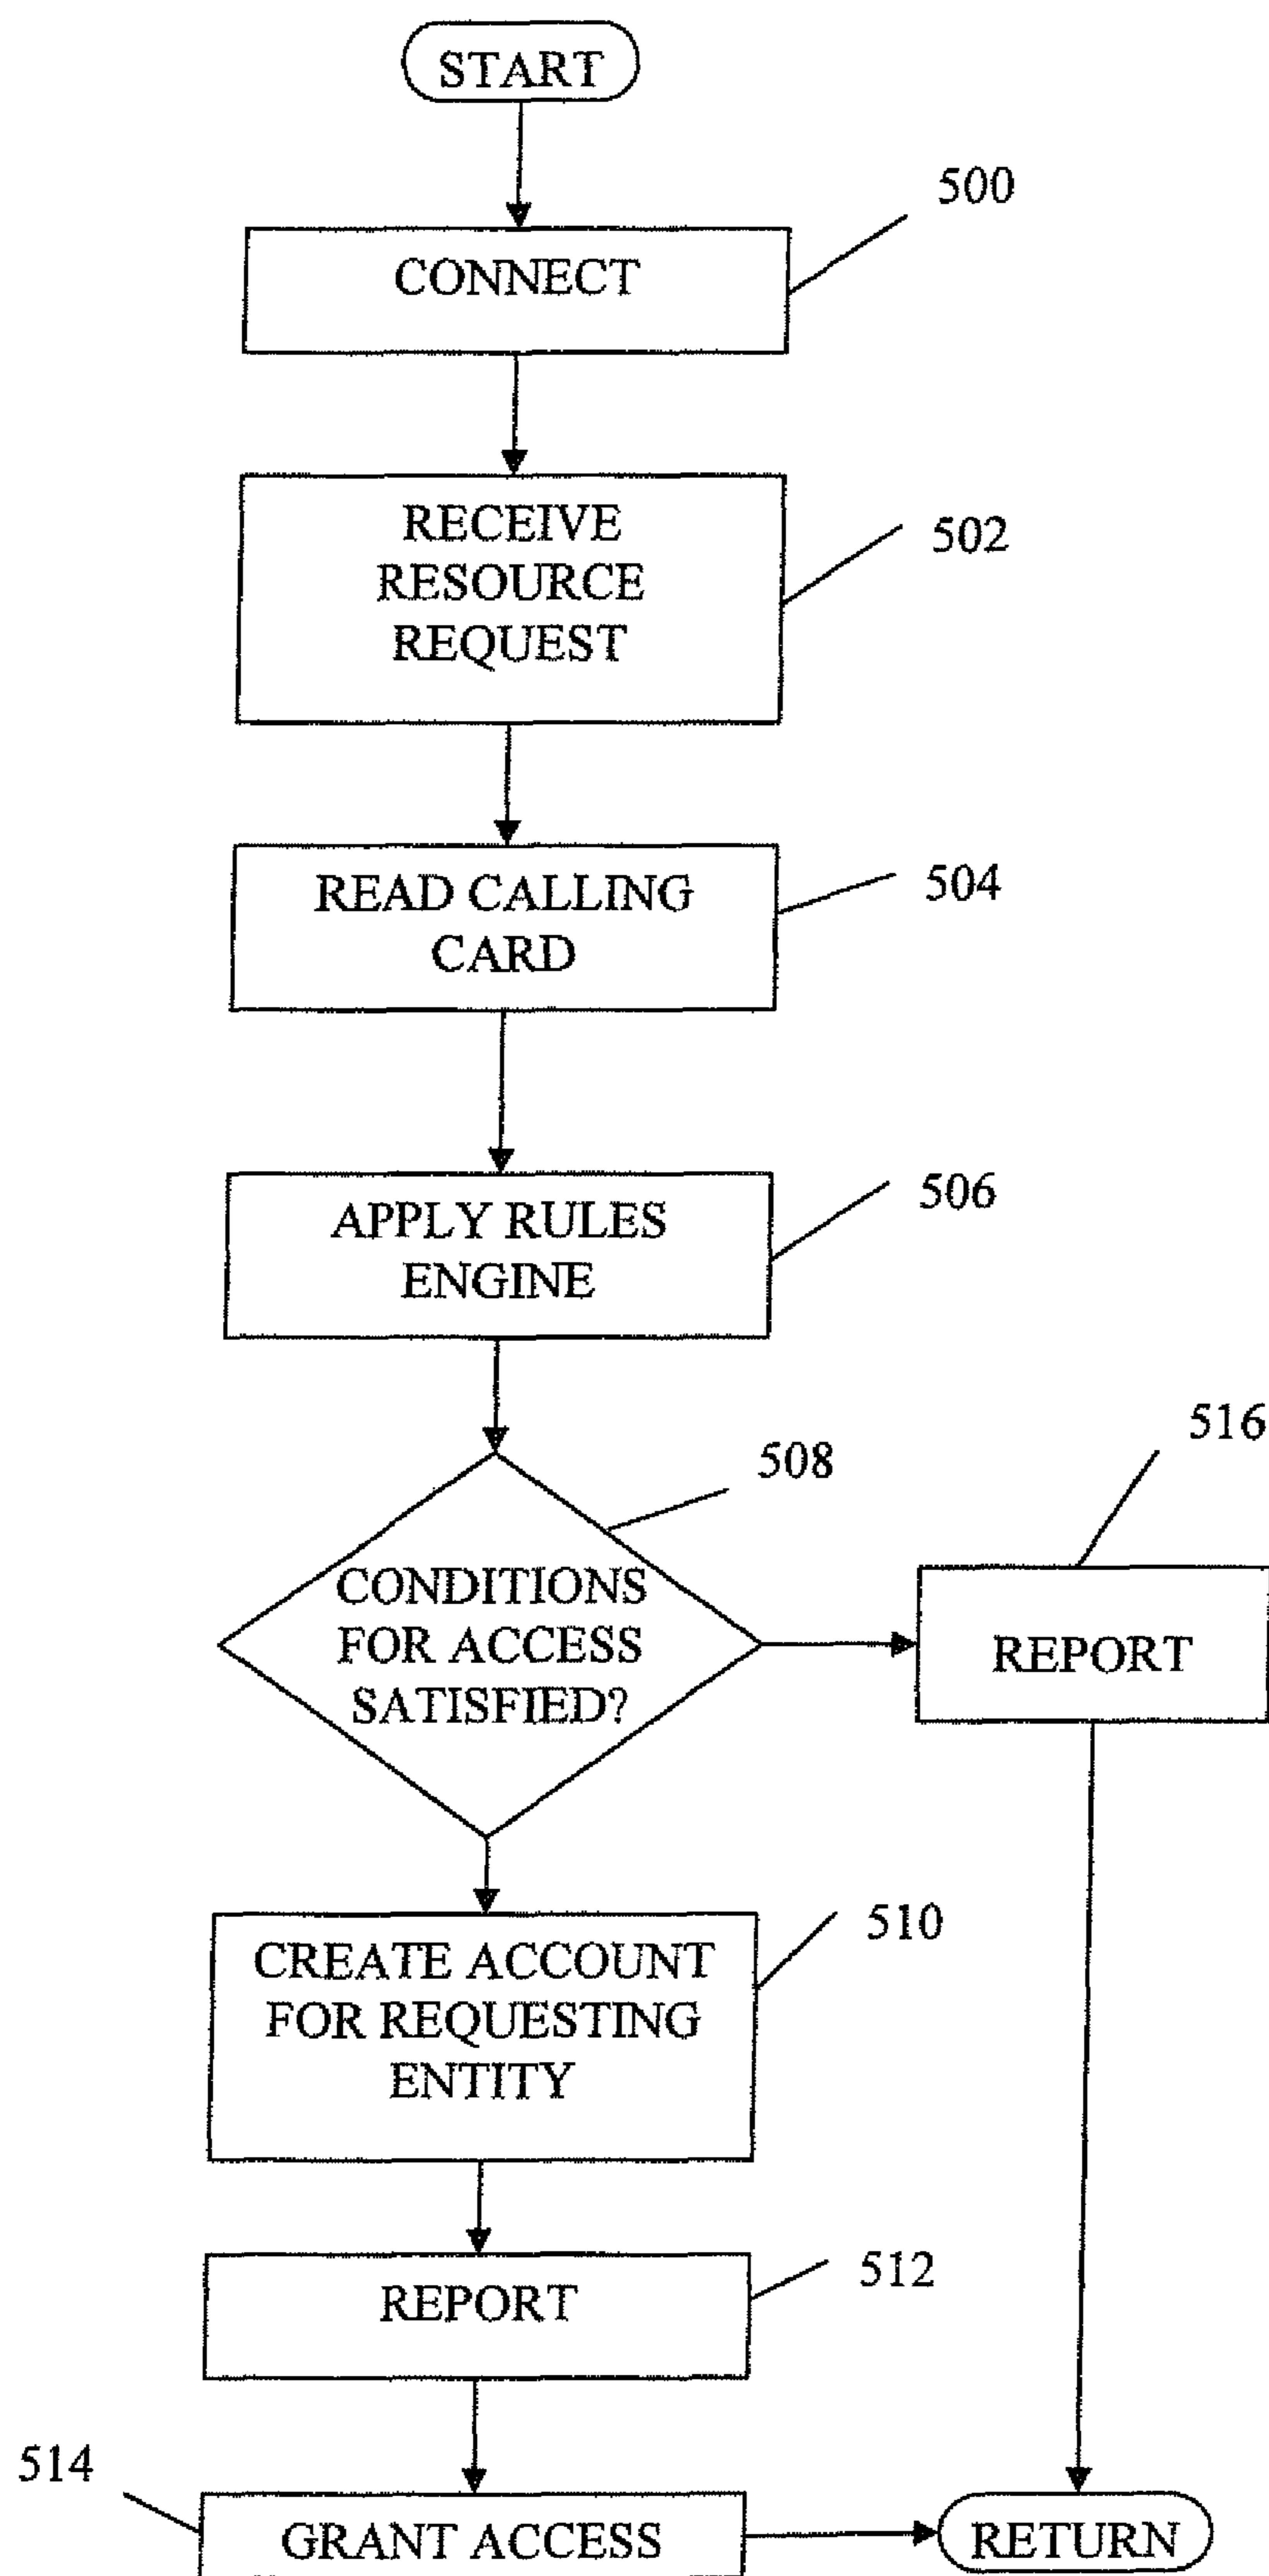 START
500
CONNECT
RECEIVE
RESOURCE
REQUEST
502
READ CALLING
CARD
504
APPLY RULES
ENGINE
506
508
516
CONDITIONS
FOR ACCESS
SATISFIED?
REPORT
510
CREATE ACCOUNT
FOR REQUESTING
ENTITY
512
REPORT
514
GRANT ACCESS
RETURN